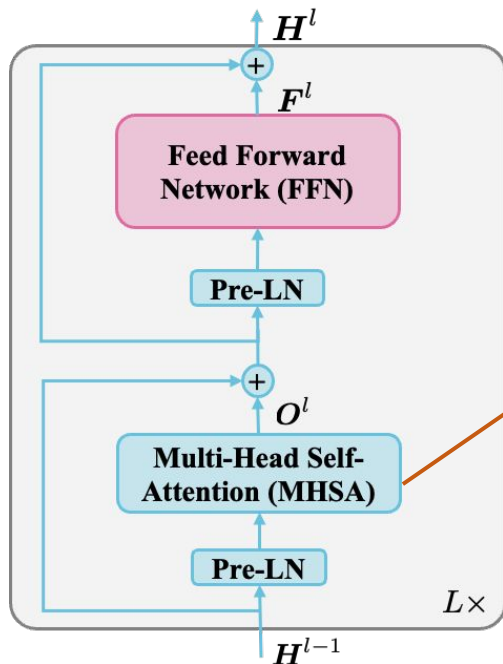 H^l
+
F^l
Feed Forward
Network (FFN)
Pre-LN
+
O^l
Multi-Head Self-
Attention (MHSA)
Pre-LN
L×
H^{l-1}